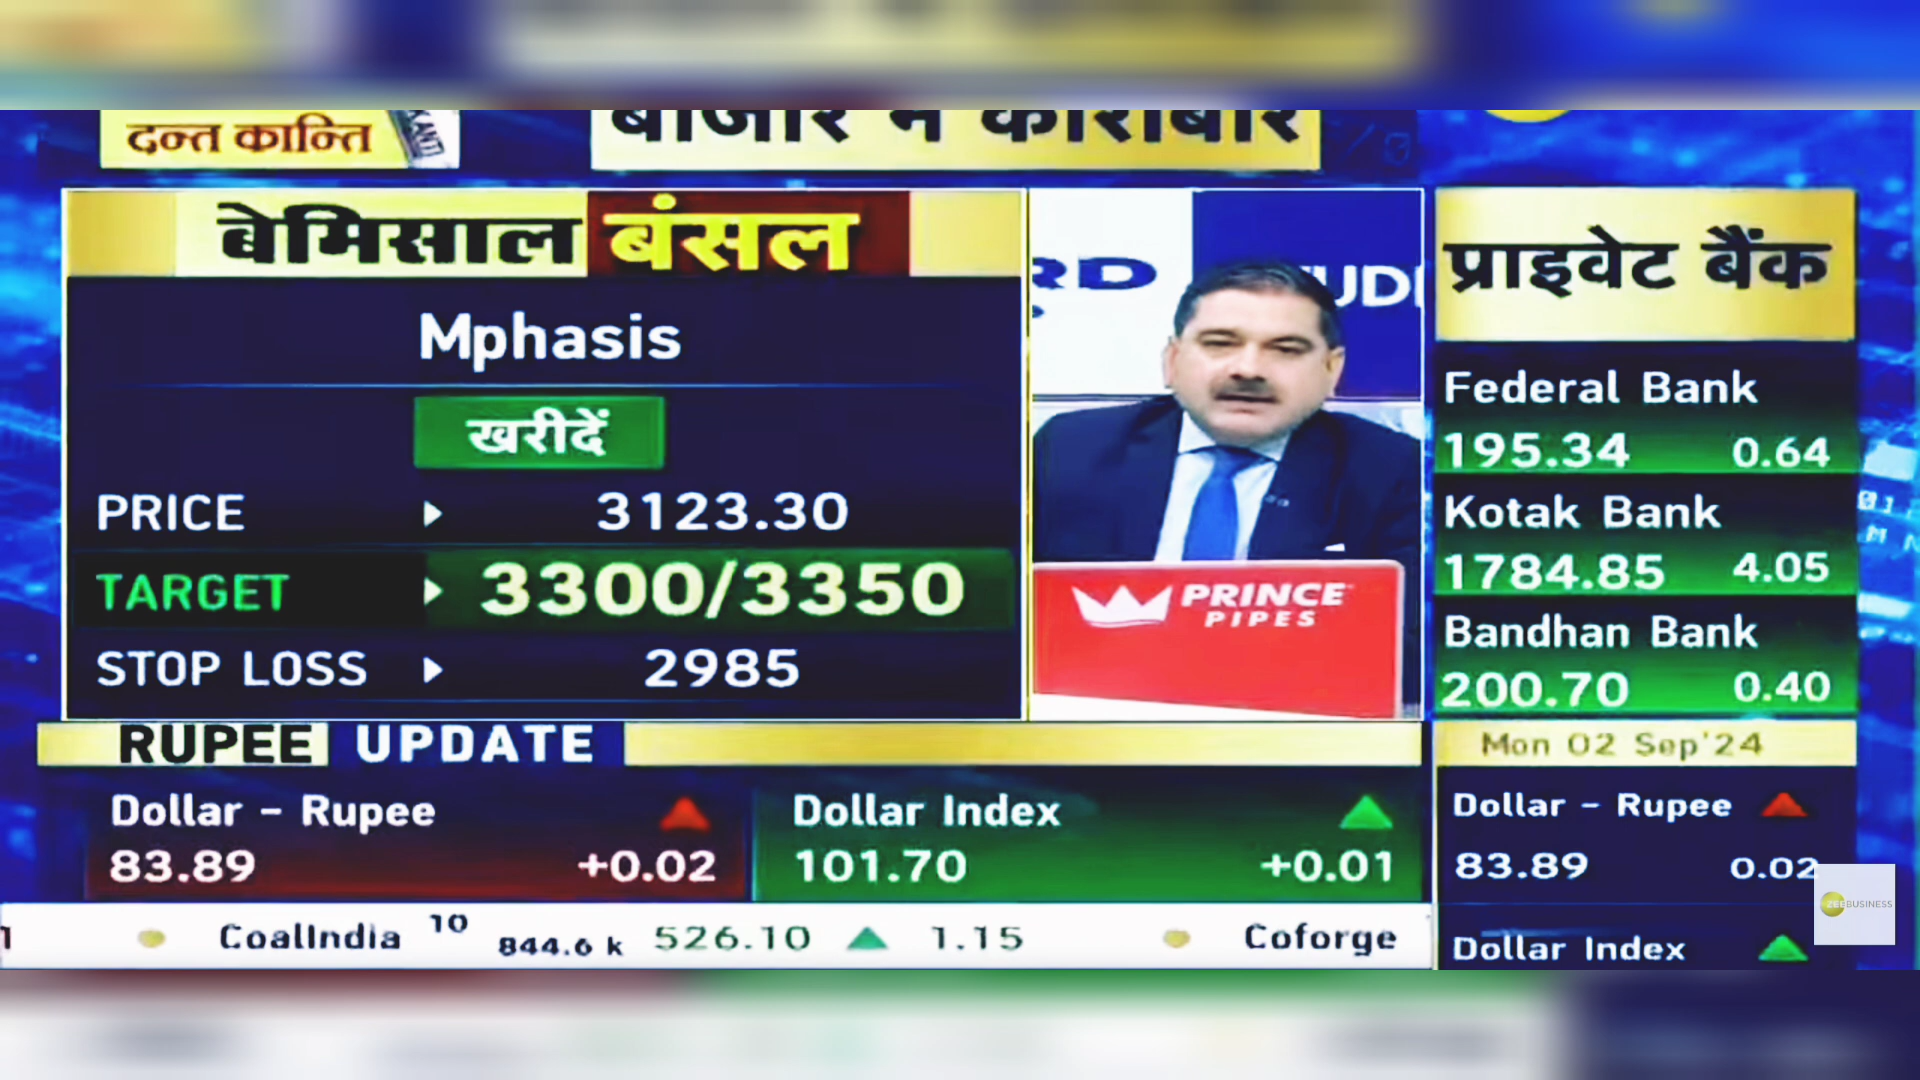 दन्त कान्ति
KANTI
बाजार में कारोबार
बेमिसाल बंसल
Mphasis
खरीदें
PRICE 3123.30
TARGET 3300/3350
STOP LOSS 2985
PRINCE
PIPES
प्राइवेट बैंक
Federal Bank
195.34 0.64
Kotak Bank
1784.85 4.05
Bandhan Bank
200.70 0.40
RUPEE UPDATE
Dollar - Rupee
83.89 +0.02
Dollar Index
101.70 +0.01
Mon 02 Sep'24
Dollar - Rupee
83.89 0.02
Dollar Index
ZEEBUSINESS
CoalIndia 10 844.6 k 526.10 1.15 Coforge